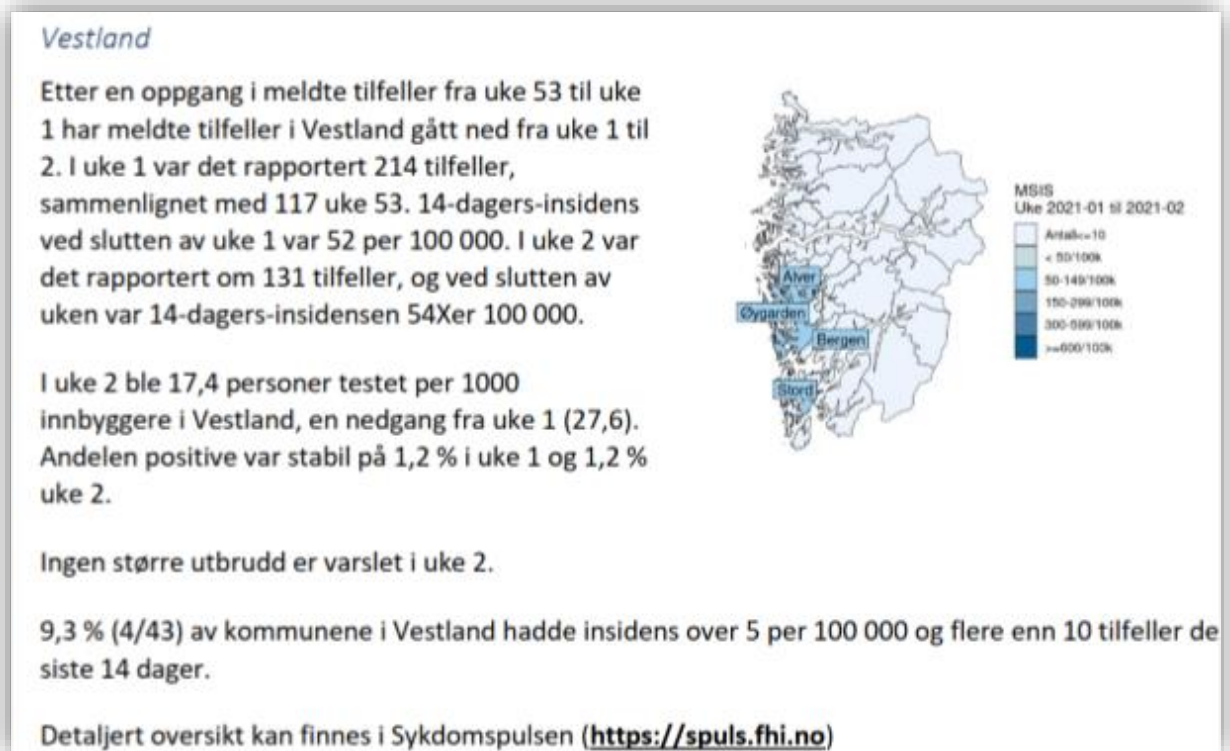 Vestland
Etter en oppgang i meldte tilfeller fra uke 53 til uke
1 har meldte tilfeller i Vestland gått ned fra uke 1 til
2. I uke 1 var det rapportert 214 tilfeller,
sammenlignet med 117 uke 53. 14-dagers-insidens
ved slutten av uke 1 var 52 per 100 000. I uke 2 var
det rapportert om 131 tilfeller, og ved slutten av
uken var 14-dagers-insidensen 54Xer 100 000.
I uke 2 ble 17,4 personer testet per 1000
innbyggere i Vestland, en nedgang fra uke 1 (27,6).
Andelen positive var stabil på 1,2 % i uke 1 og 1,2 %
uke 2.
Ingen større utbrudd er varslet i uke 2.
9,3 % (4/43) av kommunene i Vestland hadde insidens over 5 per 100 000 og flere enn 10 tilfeller de
siste 14 dager.
Detaljert oversikt kan finnes i Sykdomspulsen (https://spuls.fhi.no)
Alver
Øygarden
Bergen
Stord
MSIS
Uke 2021-01 til 2021-02
Antall<=10
< 50/100k
50-149/100k
150-299/100k
300-599/100k
>=600/100k